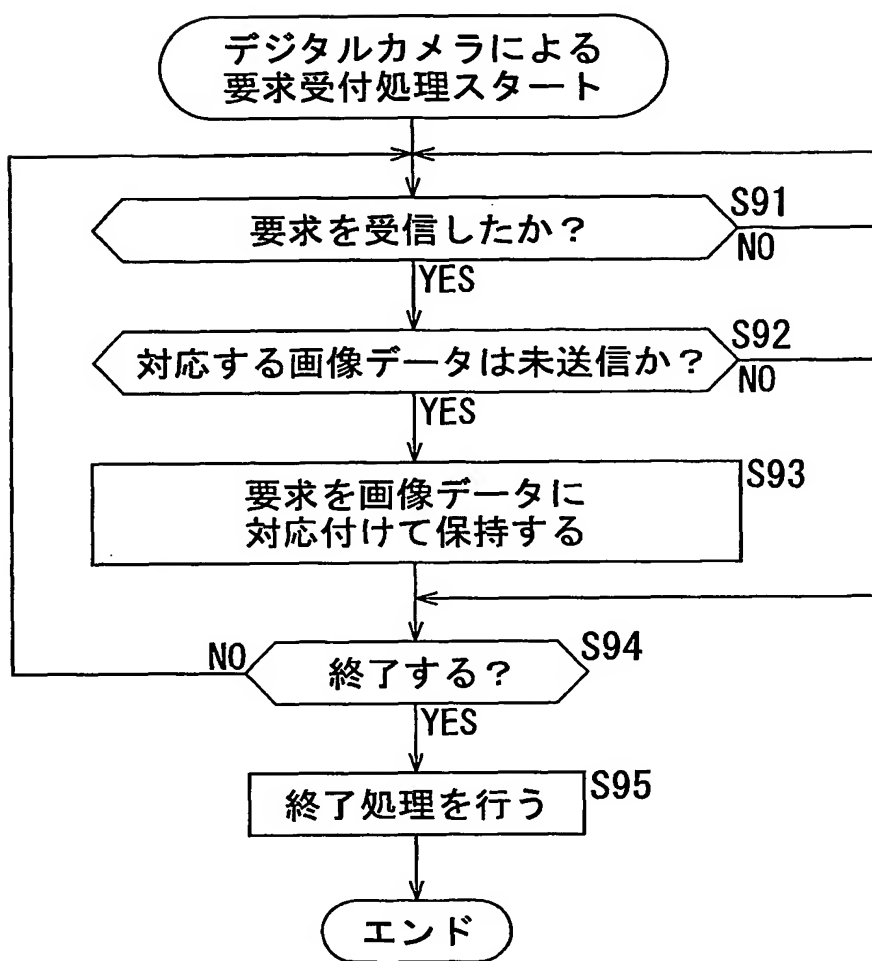 デジタルカメラによる
要求受付処理スタート
S91
要求を受信したか？
NO
YES
S92
対応する画像データは未送信か？
NO
YES
S93
要求を画像データに
対応付けて保持する
NO
S94
終了する？
YES
S95
終了処理を行う
エンド